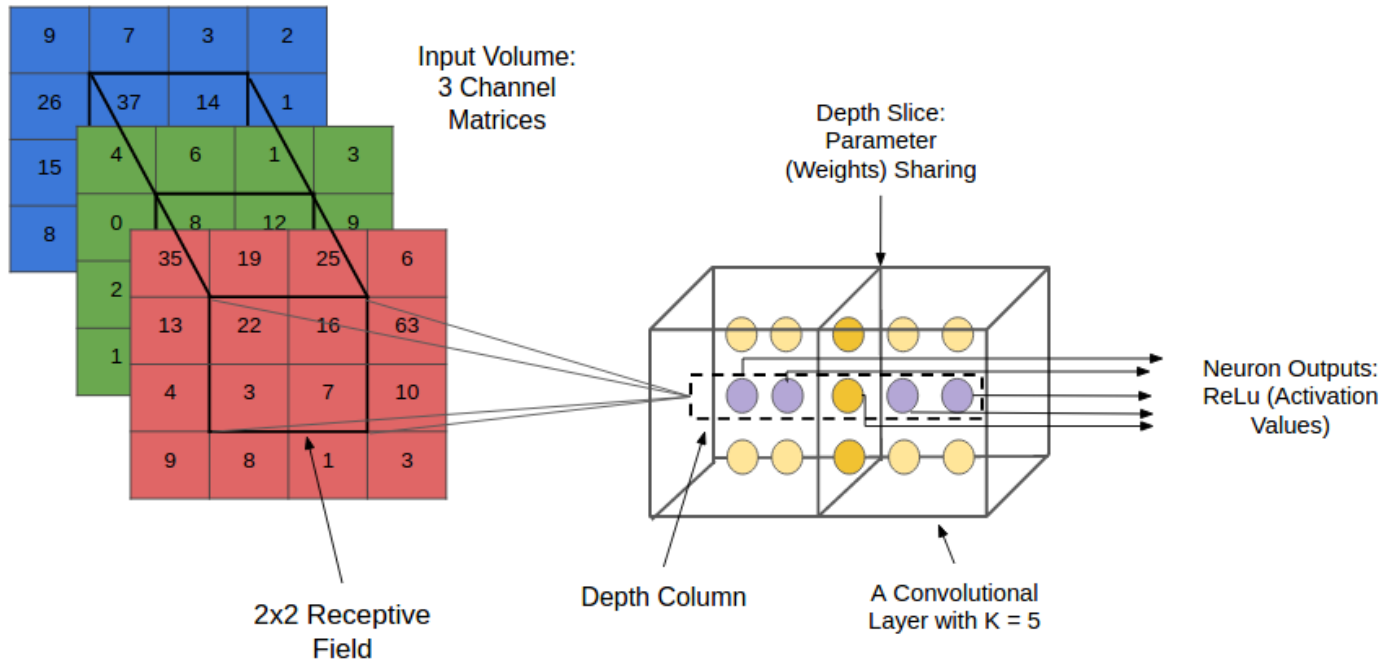 9 7 3 2
26 37 14 1
15
8
4 6 1 3
0 8 12 9
2
1
35 19 25 6
13 22 16 63
4 3 7 10
9 8 1 3
Input Volume:
3 Channel
Matrices
2x2 Receptive
Field
Depth Slice:
Parameter
(Weights) Sharing
Depth Column
A Convolutional
Layer with K = 5
Neuron Outputs:
ReLu (Activation
Values)